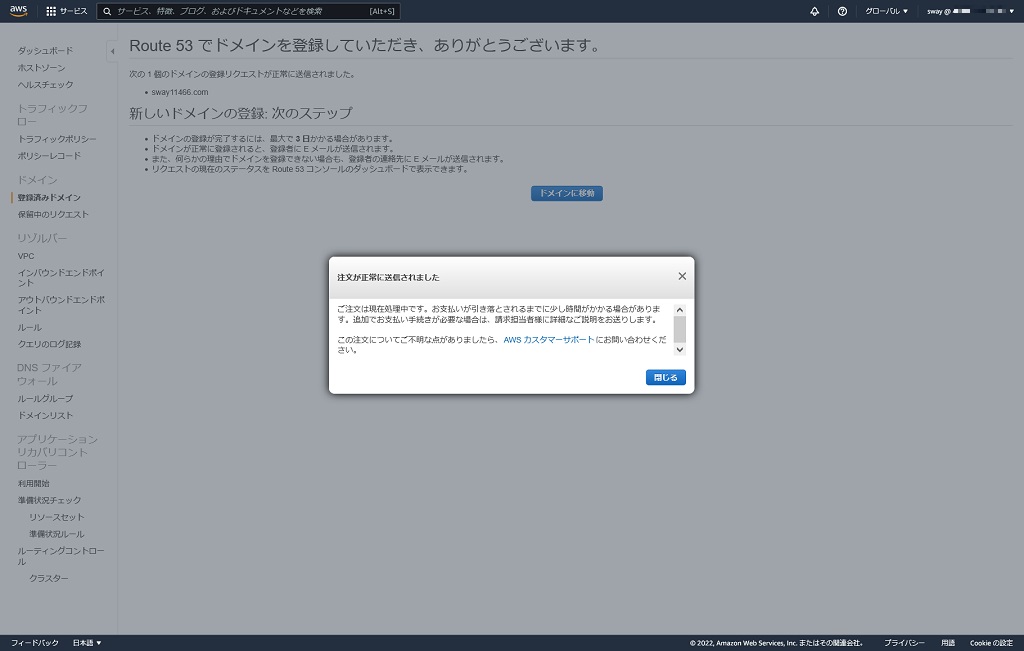 aws
サービス
サービス、特徴、ブログ、およびドキュメントなどを検索
[Alt+S]
グローバル ▼
sway @
ダッシュボード
ホストゾーン
ヘルスチェック
トラフィックフ
ロー
トラフィックポリシー
ポリシーレコード
ドメイン
登録済みドメイン
保留中のリクエスト
リゾルバー
VPC
インバウンドエンドポイ
ント
アウトバウンドエンドポ
イント
ルール
クエリのログ記録
DNS ファイア
ウォール
ルールグループ
ドメインリスト
アプリケーション
リカバリコント
ローラー
利用開始
準備状況チェック
リソースセット
準備状況ルール
ルーティングコントロー
ル
クラスター
Route 53 でドメインを登録していただき、ありがとうございます。
次の 1 個のドメインの登録リクエストが正常に送信されました。
• sway11466.com
新しいドメインの登録: 次のステップ
• ドメインの登録が完了するには、最大で 3 日かかる場合があります。
• ドメインが正常に登録されると、登録者に E メールが送信されます。
• また、何らかの理由でドメインを登録できない場合も、登録者の連絡先に E メールが送信されます。
• リクエストの現在のステータスを Route 53 コンソールのダッシュボードで表示できます。
ドメインに移動
注文が正常に送信されました
ご注文は現在処理中です。お支払いが引き落とされるまでに少し時間がかかる場合がありま
す。追加でお支払い手続きが必要な場合は、請求担当者様に詳細なご説明をお送りします。
この注文についてご不明な点がありましたら、AWS カスタマーサポート にお問い合わせくだ
さい。
閉じる
フィードバック
日本語 ▼
© 2022, Amazon Web Services, Inc. またはその関連会社。
プライバシー
用語
Cookie の設定